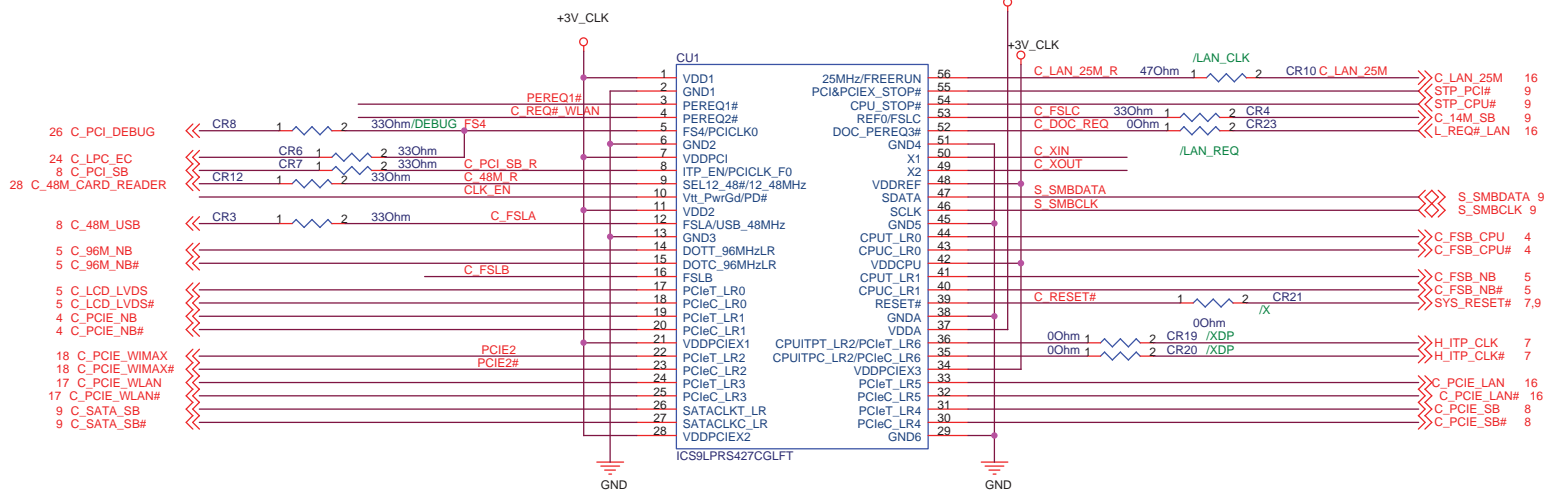 +3V_CLK
+3V_CLK
CU1
/LAN_CLK
1 VDD1 25MHz/FREERUN 56 C_LAN_25M_R 47Ohm 1 2 CR10 C_LAN_25M C_LAN_25M 16
2 GND1 PCI&PCIEX_STOP# 55 STP_PCI# 9
PEREQ1# 3 PEREQ1# CPU_STOP# 54 STP_CPU# 9
C_REQ#_WLAN 4 PEREQ2# REF0/FSLC 53 C_FSLC 33Ohm 1 2 CR4 C_14M_SB 9
26 C_PCI_DEBUG CR8 1 2 33Ohm /DEBUG FS4 5 FS4/PCICLK0 DOC_PEREQ3# 52 C_DOC_REQ 0Ohm 1 2 CR23 L_REQ#_LAN 16
6 GND2 GND4 51
/LAN_REQ
24 C_LPC_EC CR6 1 2 33Ohm 7 VDDPCI X1 50 C_XIN
8 C_PCI_SB CR7 1 2 33Ohm C_PCI_SB_R 8 ITP_EN/PCICLK_F0 X2 49 C_XOUT
28 C_48M_CARD_READER CR12 1 2 33Ohm C_48M_R 9 SEL12_48#/12_48MHz VDDREF 48
CLK_EN 10 Vtt_PwrGd/PD# SDATA 47 S_SMBDATA S_SMBDATA 9
11 VDD2 SCLK 46 S_SMBCLK S_SMBCLK 9
8 C_48M_USB CR3 1 2 33Ohm C_FSLA 12 FSLA/USB_48MHz GND5 45
13 GND3 CPUT_LR0 44 C_FSB_CPU 4
5 C_96M_NB 14 DOTT_96MHzLR CPUC_LR0 43 C_FSB_CPU# 4
5 C_96M_NB# 15 DOTC_96MHzLR VDDCPU 42
C_FSLB 16 FSLB CPUT_LR1 41 C_FSB_NB 5
5 C_LCD_LVDS 17 PCIeT_LR0 CPUC_LR1 40 C_FSB_NB# 5
5 C_LCD_LVDS# 18 PCIeC_LR0 RESET# 39 C_RESET# 1 2 CR21 SYS_RESET# 7,9
/X
4 C_PCIE_NB 19 PCIeT_LR1 GNDA 38
4 C_PCIE_NB# 20 PCIeC_LR1 VDDA 37
0Ohm
21 VDDPCIEX1 CPUITPT_LR2/PCIeT_LR6 36 0Ohm 1 2 CR19 /XDP H_ITP_CLK 7
18 C_PCIE_WIMAX PCIE2 22 PCIeT_LR2 CPUITPC_LR2/PCIeC_LR6 35 0Ohm 1 2 CR20 /XDP H_ITP_CLK# 7
18 C_PCIE_WIMAX# PCIE2# 23 PCIeC_LR2 VDDPCIEX3 34
17 C_PCIE_WLAN 24 PCIeT_LR3 PCIeT_LR5 33 C_PCIE_LAN 16
17 C_PCIE_WLAN# 25 PCIeC_LR3 PCIeC_LR5 32 C_PCIE_LAN# 16
9 C_SATA_SB 26 SATACLKT_LR PCIeT_LR4 31 C_PCIE_SB 8
9 C_SATA_SB# 27 SATACLKC_LR PCIeC_LR4 30 C_PCIE_SB# 8
28 VDDPCIEX2 GND6 29
ICS9LPRS427CGLFT
GND
GND